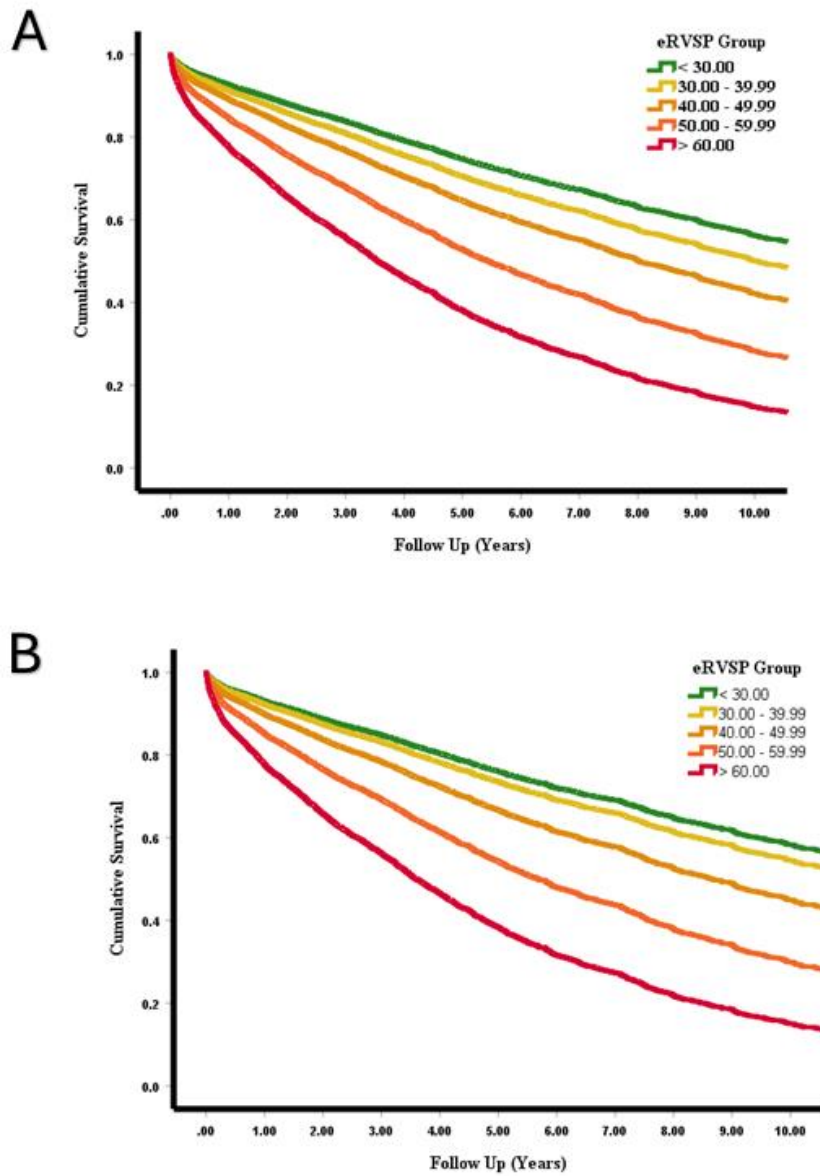 A
eRVSP Group
< 30.00
30.00 - 39.99
40.00 - 49.99
50.00 - 59.99
> 60.00
Cumulative Survival
1.0
0.8
0.6
0.4
0.2
0.0
.00 1.00 2.00 3.00 4.00 5.00 6.00 7.00 8.00 9.00 10.00
Follow Up (Years)
B
eRVSP Group
< 30.00
30.00 - 39.99
40.00 - 49.99
50.00 - 59.99
> 60.00
Cumulative Survival
1.0
0.8
0.6
0.4
0.2
0.0
.00 1.00 2.00 3.00 4.00 5.00 6.00 7.00 8.00 9.00 10.00
Follow Up (Years)